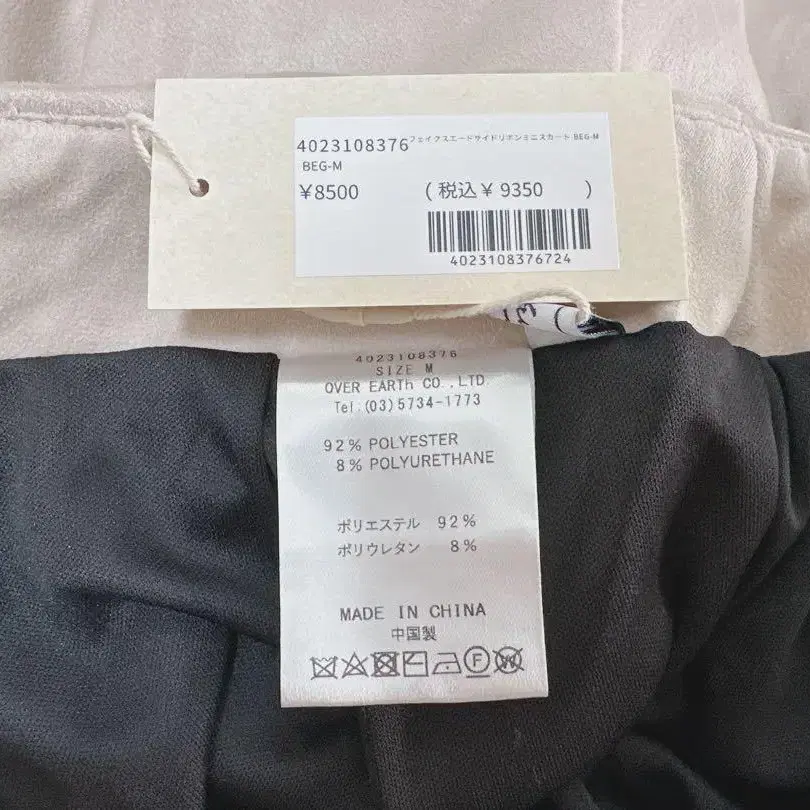 4023108376 フェイクスエードサイドリボンミニスカート BEG-M
BEG-M
¥8500 (税込¥ 9350 )
4023108376724
4023108376
SIZE M
OVER EARTh CO.,LTD.
Tel:(03)5734-1773
92% POLYESTER
8% POLYURETHANE
ポリエステル 92%
ポリウレタン 8%
MADE IN CHINA
中国製
F
W